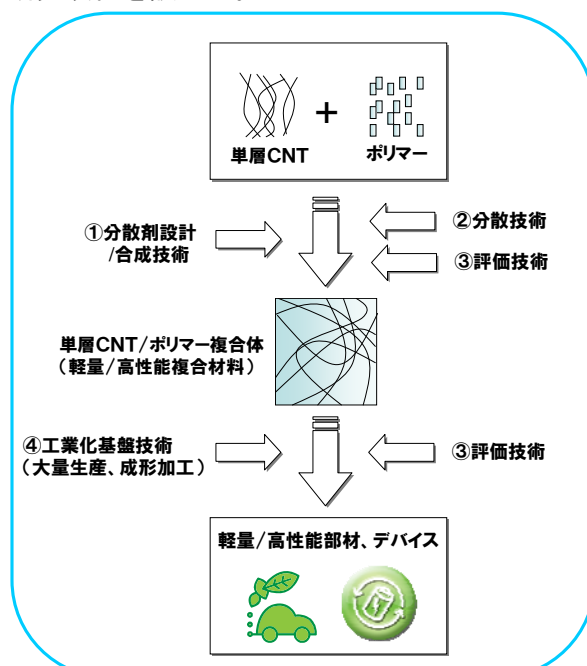 +
単層CNT
ポリマー
①分散剤設計
/合成技術
②分散技術
③評価技術
単層CNT/ポリマー複合体
(軽量/高性能複合材料)
④工業化基盤技術
(大量生産、成形加工)
③評価技術
軽量/高性能部材、デバイス